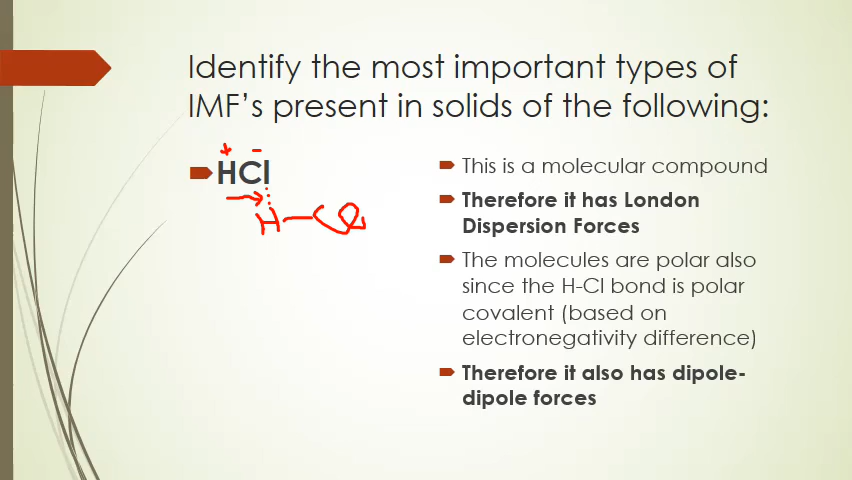 Identify the most important types of
IMF's present in solids of the following:
+ −
HCl
H—Cl
This is a molecular compound
Therefore it has London
Dispersion Forces
The molecules are polar also
since the H-Cl bond is polar
covalent (based on
electronegativity difference)
Therefore it also has dipole-
dipole forces